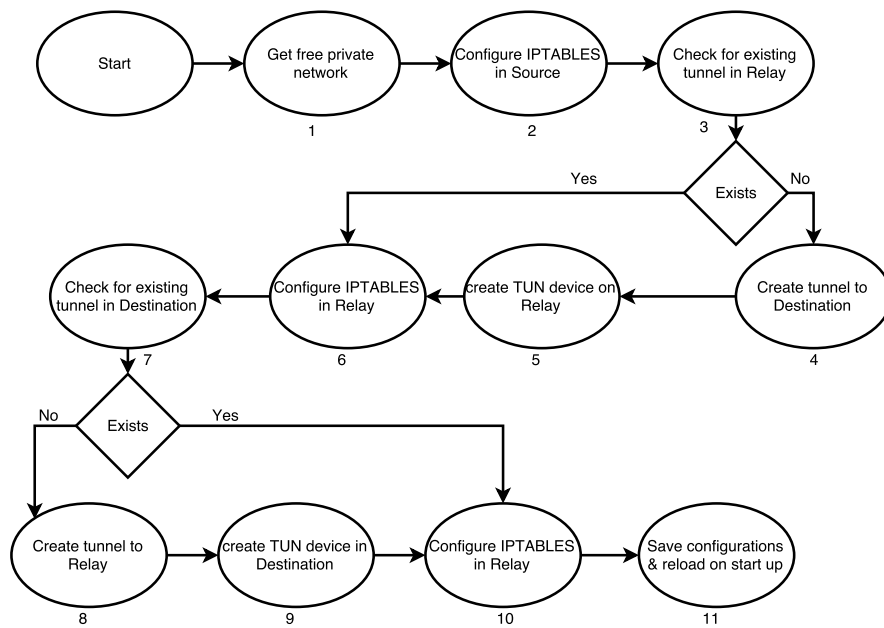 Start
Get free private
network
1
Configure IPTABLES
in Source
2
Check for existing
tunnel in Relay
3
Exists
Yes
No
Create tunnel to
Destination
4
create TUN device on
Relay
5
Configure IPTABLES
in Relay
6
Check for existing
tunnel in Destination
7
Exists
No
Yes
Create tunnel to
Relay
8
create TUN device in
Destination
9
Configure IPTABLES
in Relay
10
Save configurations
& reload on start up
11